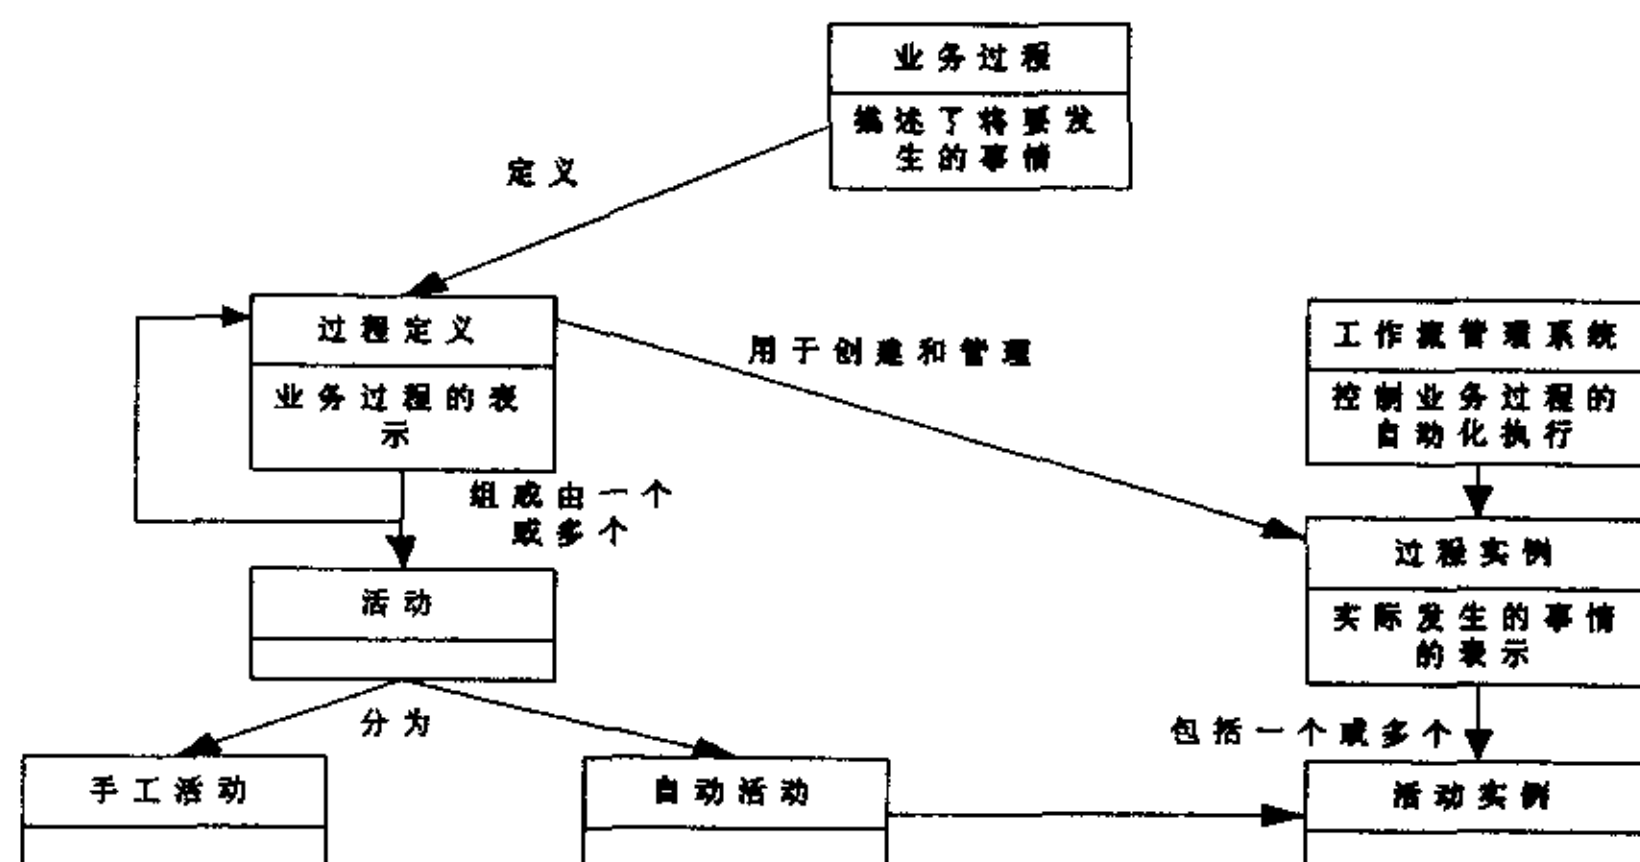 业务过程
描述了将要发
生的事情
定义
过程定义
业务过程的表
示
用于创建和管理
工作流管理系统
控制业务过程的
自动化执行
组成由一个
或多个
过程实例
实际发生的事情
的表示
活动
分为
包括一个或多个
手工活动
自动活动
活动实例